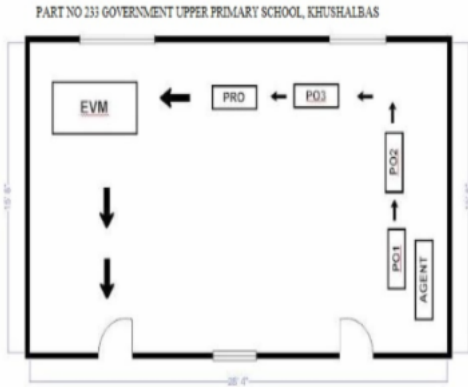 PART NO 233 GOVERNMENT UPPER PRIMARY SCHOOL, KHUSHALBAS
EVM
PRO
PO3
PO2
PO1
AGENT